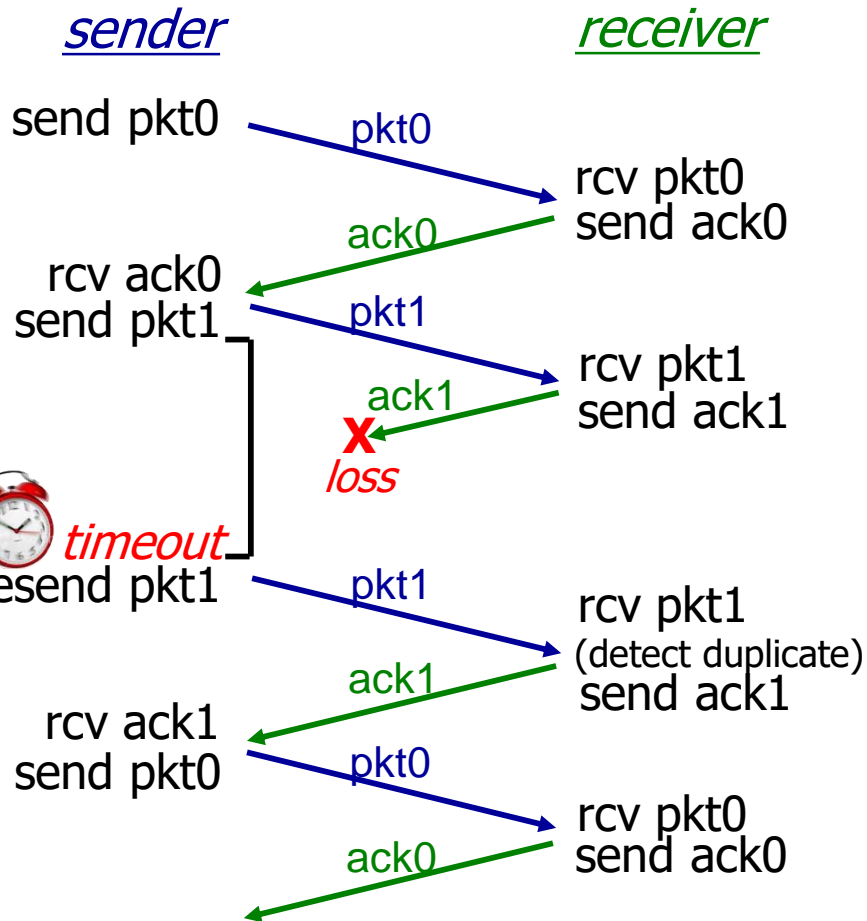 sender
receiver
send pkt0
pkt0
rcv pkt0
send ack0
ack0
rcv ack0
send pkt1
pkt1
rcv pkt1
send ack1
ack1
X
loss
timeout
esend pkt1
pkt1
rcv pkt1
(detect duplicate)
send ack1
ack1
rcv ack1
send pkt0
pkt0
rcv pkt0
send ack0
ack0